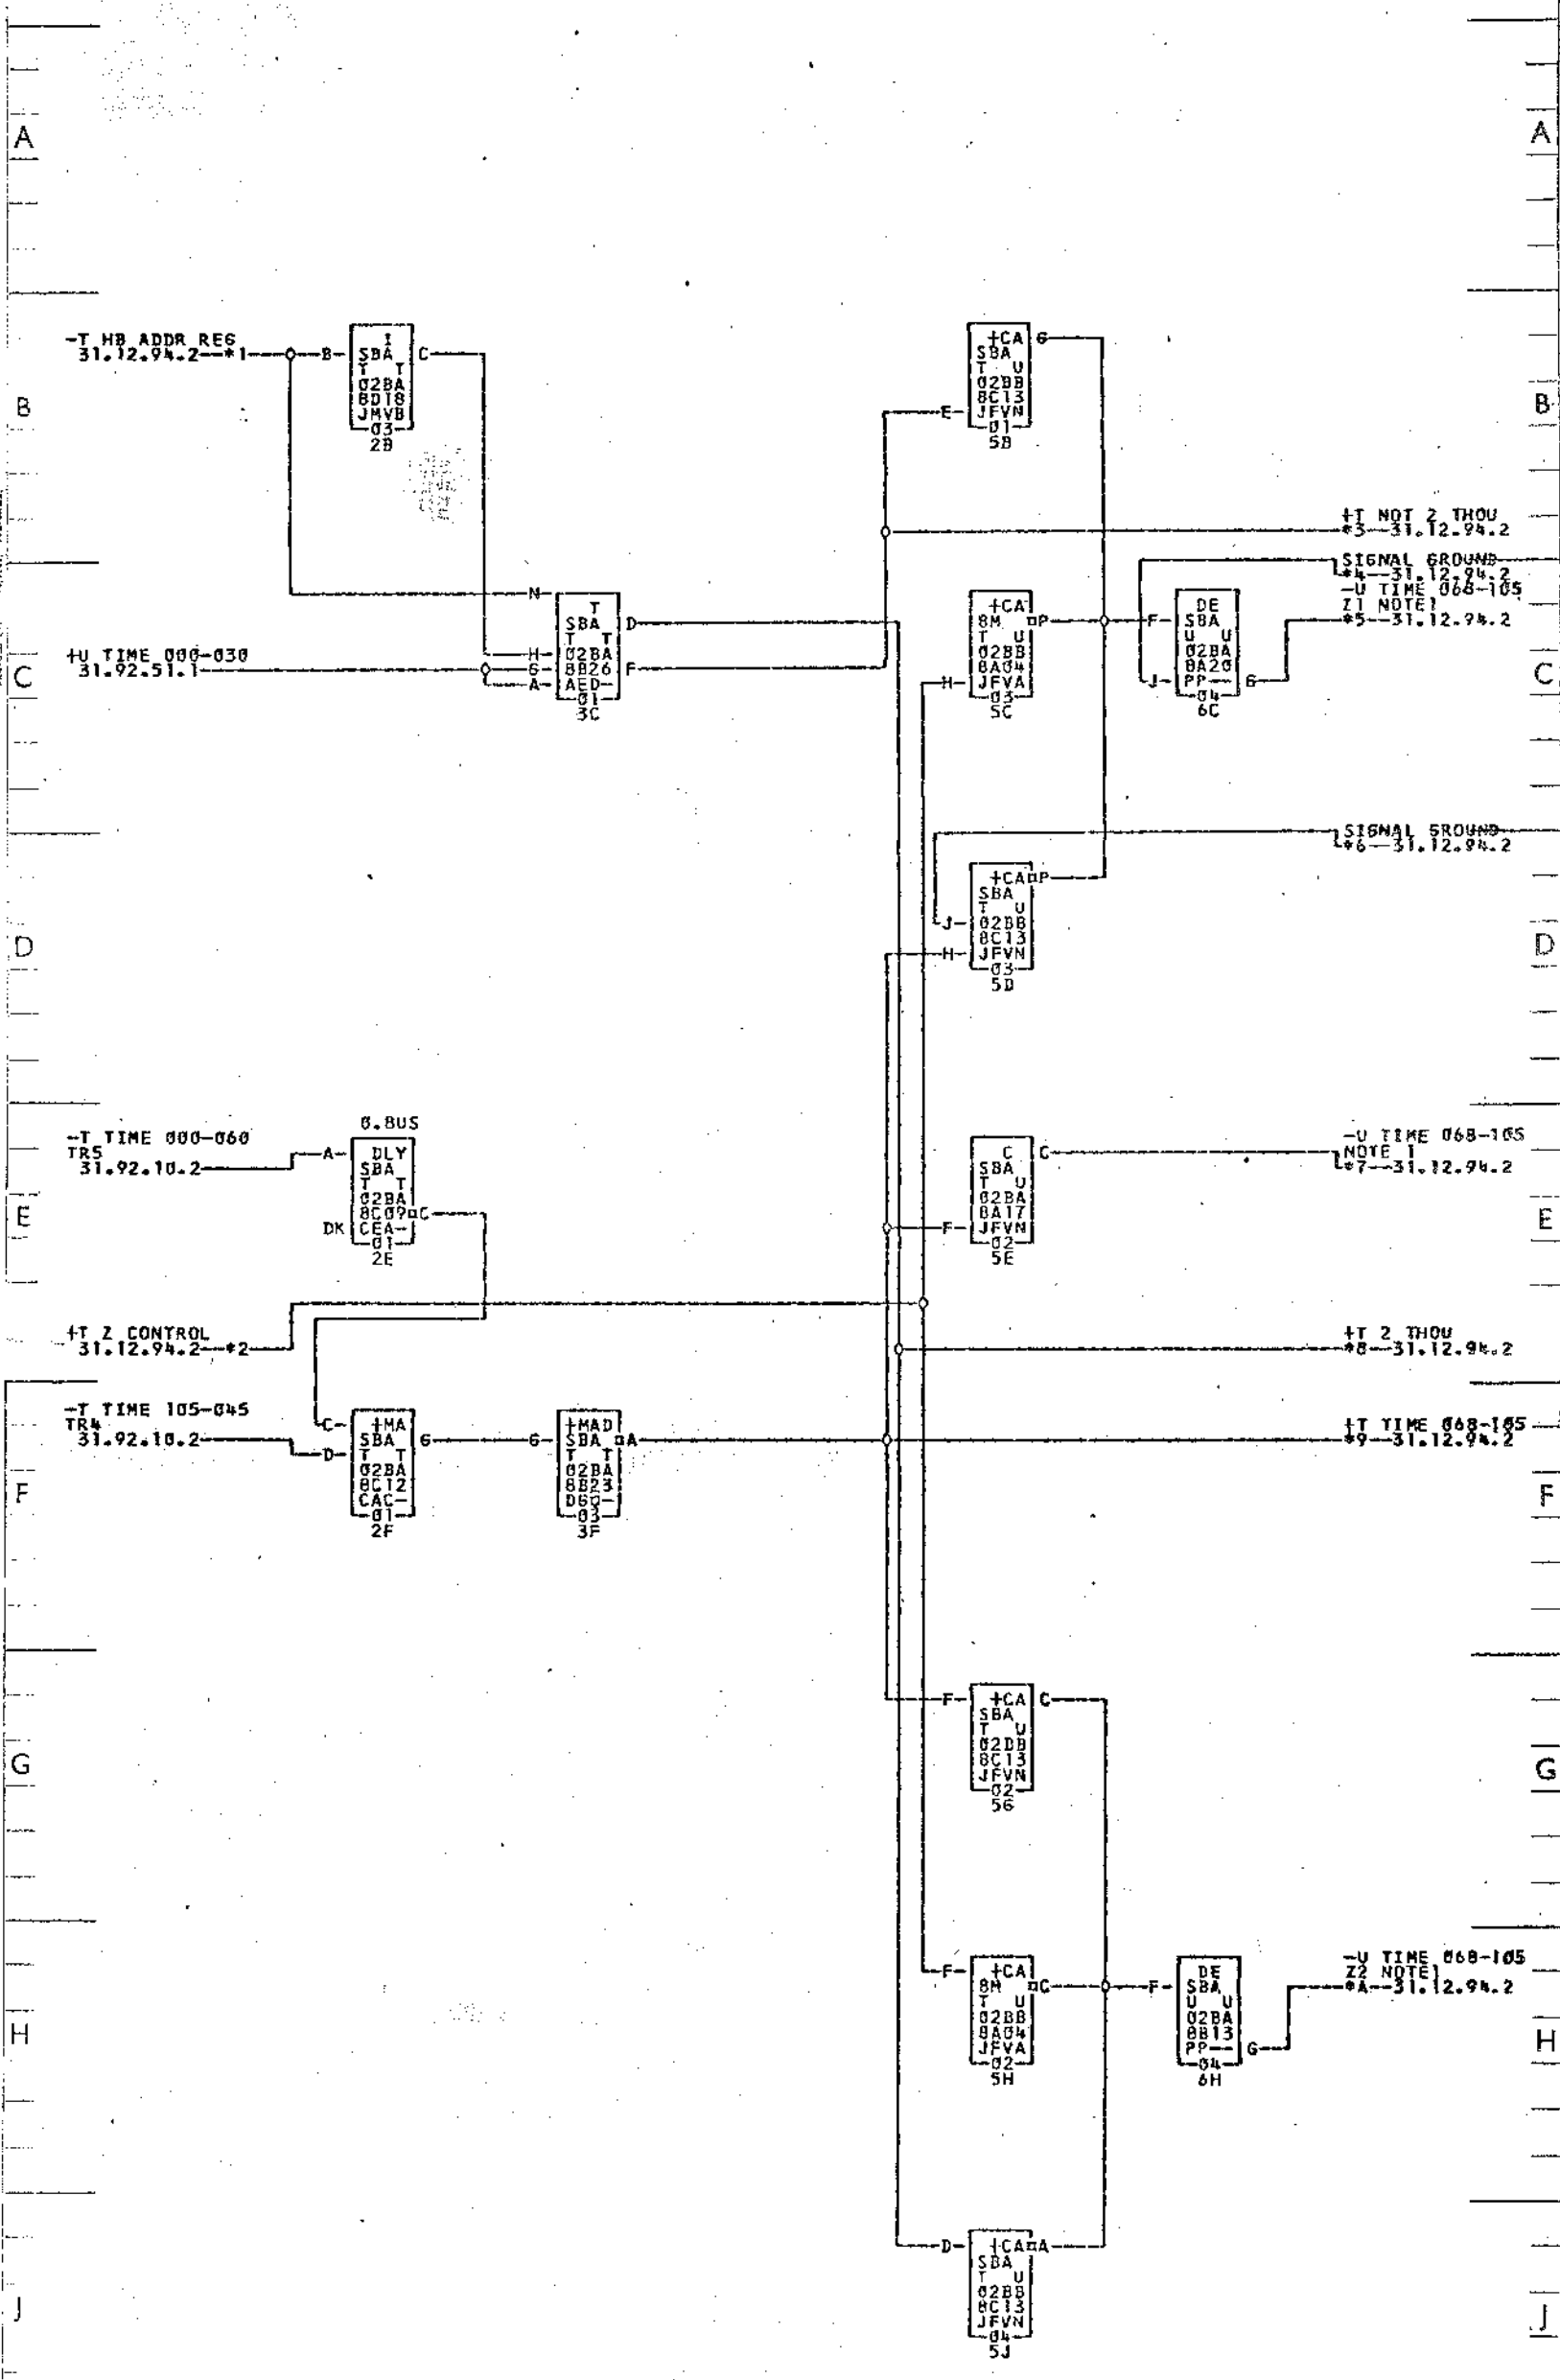 A A
-T HB ADDR REG
31.12.94.2--*1 B
I
SBA C
T T
02BA
8D18
JMVB
03
2B
+CA G
SBA
T U
02BB
8C13
E JFVN
01
5B
B B
+T NOT 2 THOU
*3--31.12.94.2
SIGNAL GROUND
*4--31.12.94.2
-U TIME 068-105
Z1 NOTE1
*5--31.12.94.2
N
T
SBA D
T T
H 02BA
G 8B26 F
A AED-
01
3C
+U TIME 000-030
31.92.51.1
+CA
8M P
T U
02BB
8A04
H JFVA
03
5C
DE
F SBA
U U
02BA
8A20
J PP-- G
04
6C
C C
SIGNAL GROUND
*6--31.12.94.2
+CA P
SBA
T U
J 02BB
8C13
H JFVN
03
5D
D D
-T TIME 000-060
TR5
31.92.10.2
0.8US
A DLY
SBA
T T
02BA
8C09 C
DK CEA-
01
2E
C C
SBA
T U
02BA
8A17
F JFVN
02
5E
-U TIME 068-105
NOTE 1
*7--31.12.94.2
E E
+T Z CONTROL
31.12.94.2--*2
+T 2 THOU
*8--31.12.94.2
-T TIME 105-045
TR4
31.92.10.2
C +MA
SBA G
D T T
02BA
8C12
CAC-
01
2F
+MAD
G SBA A
T T
02BA
8B23
D60-
03
3F
+T TIME 068-105
*9--31.12.94.2
F F
F +CA C
SBA
T U
8C13
JFVN
02
5G
G G
F +CA
8M C
T U
02BB
8A04
JFVA
02
5H
DE
F SBA
U U
02BA
8B13
PP-- G
04
6H
-U TIME 068-105
Z2 NOTE1
*A--31.12.94.2
H H
D +CA A
SBA
T U
02BB
8C13
JFVN
04
5J
J J